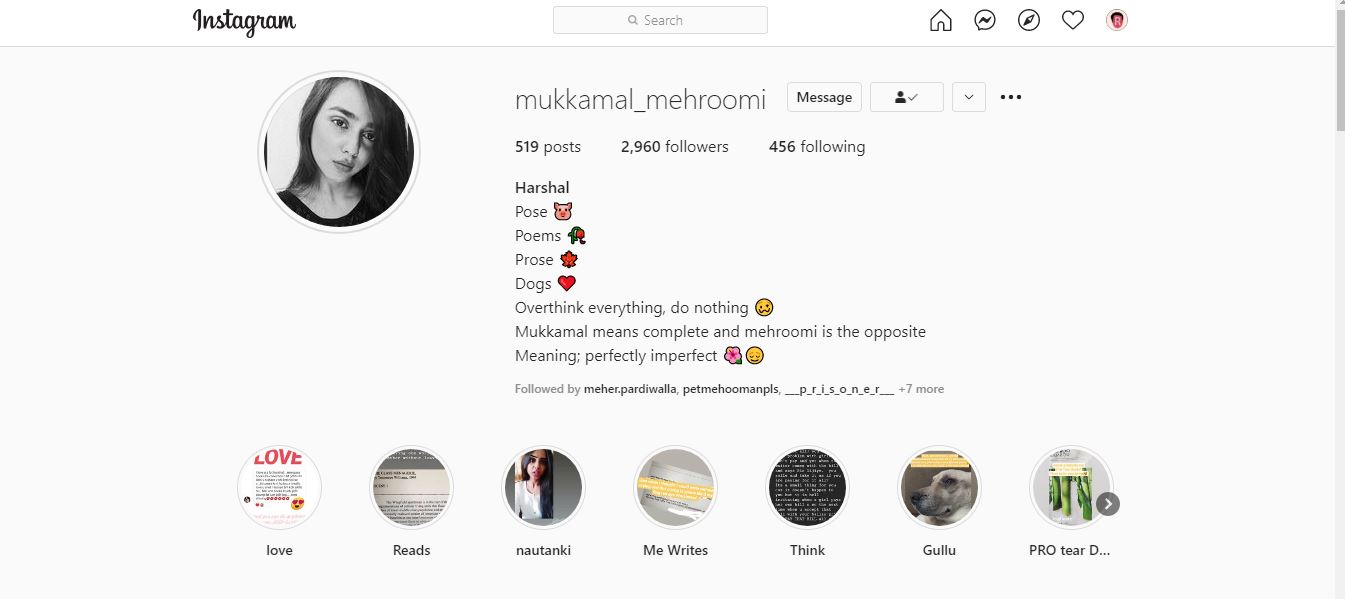 Instagram
Search
mukkamal_mehroomi
Message
519 posts 2,960 followers 456 following
Harshal
Pose 🐷
Poems 🥀
Prose 🍁
Dogs ❤️
Overthink everything, do nothing 🥴
Mukkamal means complete and mehroomi is the opposite
Meaning; perfectly imperfect 🌺😌
Followed by meher.pardiwalla, petmehoomanpls, ___p_r_i_s_o_n_e_r___ +7 more
LOVE
love
Reads
nautanki
Me Writes
Think
Gullu
PRO tear D...